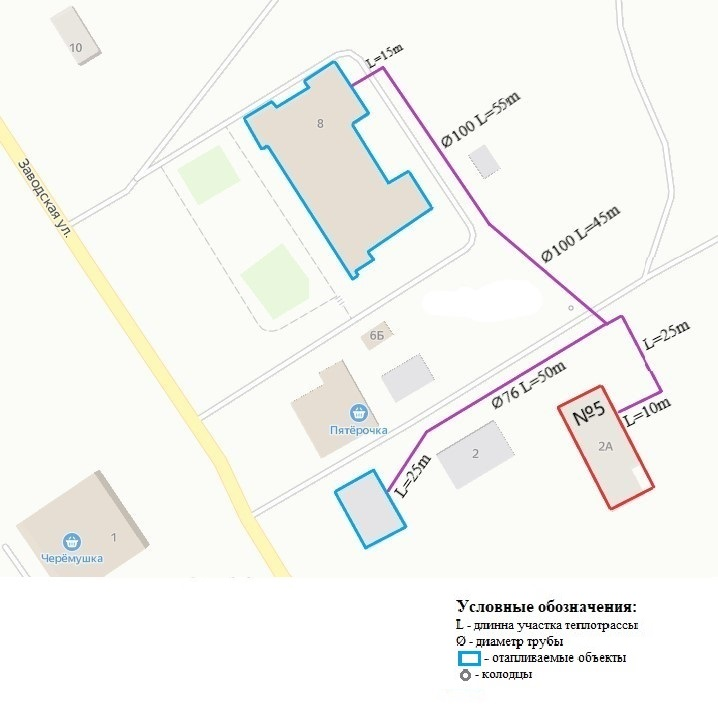 10
L=15m
8
Ø100 L=55m
Заводская ул.
Ø100 L=45m
6Б
L=25m
Ø76 L=50m
№5
Пятёрочка
L=10m
2А
2
L=25m
1
Черёмушка
Условные обозначения:
L - длинна участка теплотрассы
Ø - диаметр трубы
- отапливаемые объекты
- колодцы